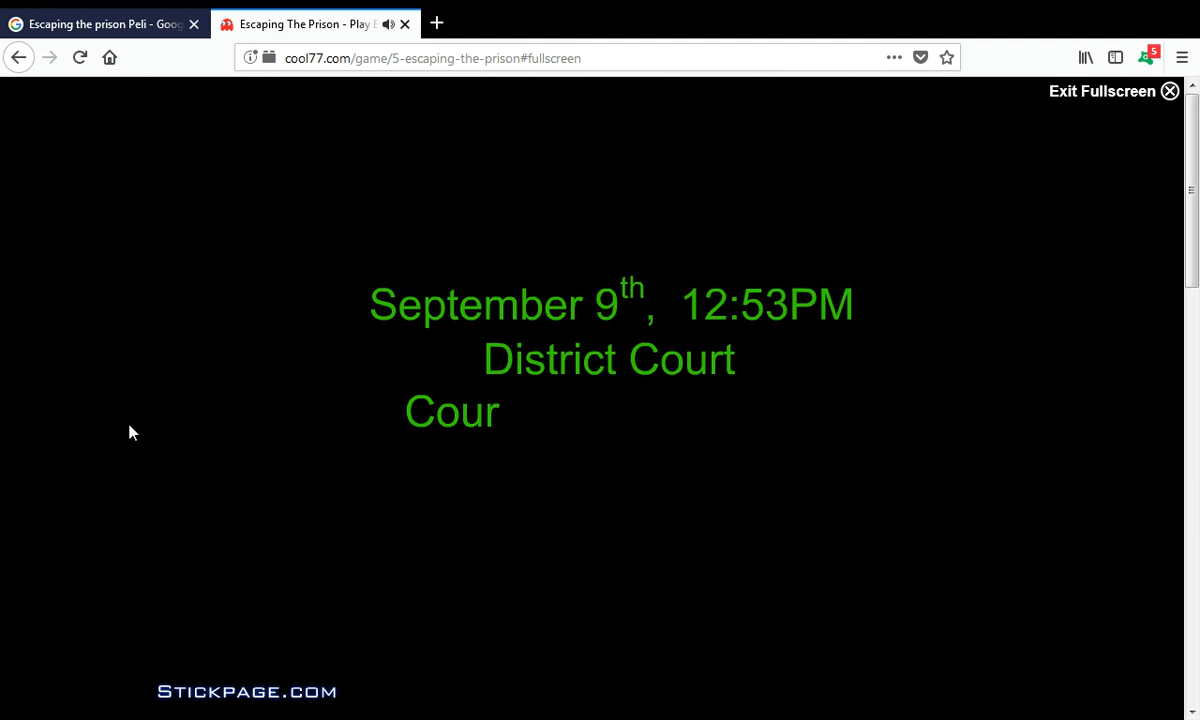 Escaping the prison Peli - Goog
Escaping The Prison - Play E
cool77.com/game/5-escaping-the-prison#fullscreen
5
Exit Fullscreen
September 9th, 12:53PM
District Court
Cour
STICKPAGE.COM